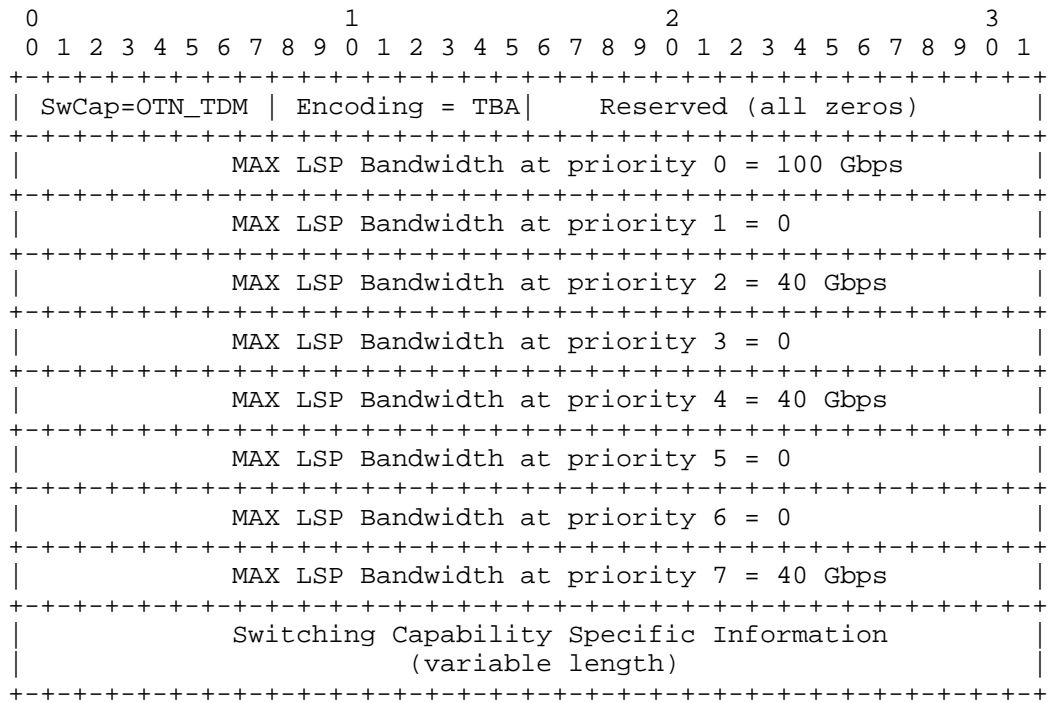 0                   1                   2                   3
 0 1 2 3 4 5 6 7 8 9 0 1 2 3 4 5 6 7 8 9 0 1 2 3 4 5 6 7 8 9 0 1
+-+-+-+-+-+-+-+-+-+-+-+-+-+-+-+-+-+-+-+-+-+-+-+-+-+-+-+-+-+-+-+-+
| SwCap=OTN_TDM | Encoding = TBA|    Reserved (all zeros)       |
+-+-+-+-+-+-+-+-+-+-+-+-+-+-+-+-+-+-+-+-+-+-+-+-+-+-+-+-+-+-+-+-+
|             MAX LSP Bandwidth at priority 0 = 100 Gbps        |
+-+-+-+-+-+-+-+-+-+-+-+-+-+-+-+-+-+-+-+-+-+-+-+-+-+-+-+-+-+-+-+-+
|             MAX LSP Bandwidth at priority 1 = 0               |
+-+-+-+-+-+-+-+-+-+-+-+-+-+-+-+-+-+-+-+-+-+-+-+-+-+-+-+-+-+-+-+-+
|             MAX LSP Bandwidth at priority 2 = 40 Gbps         |
+-+-+-+-+-+-+-+-+-+-+-+-+-+-+-+-+-+-+-+-+-+-+-+-+-+-+-+-+-+-+-+-+
|             MAX LSP Bandwidth at priority 3 = 0               |
+-+-+-+-+-+-+-+-+-+-+-+-+-+-+-+-+-+-+-+-+-+-+-+-+-+-+-+-+-+-+-+-+
|             MAX LSP Bandwidth at priority 4 = 40 Gbps         |
+-+-+-+-+-+-+-+-+-+-+-+-+-+-+-+-+-+-+-+-+-+-+-+-+-+-+-+-+-+-+-+-+
|             MAX LSP Bandwidth at priority 5 = 0               |
+-+-+-+-+-+-+-+-+-+-+-+-+-+-+-+-+-+-+-+-+-+-+-+-+-+-+-+-+-+-+-+-+
|             MAX LSP Bandwidth at priority 6 = 0               |
+-+-+-+-+-+-+-+-+-+-+-+-+-+-+-+-+-+-+-+-+-+-+-+-+-+-+-+-+-+-+-+-+
|             MAX LSP Bandwidth at priority 7 = 40 Gbps         |
+-+-+-+-+-+-+-+-+-+-+-+-+-+-+-+-+-+-+-+-+-+-+-+-+-+-+-+-+-+-+-+-+
|             Switching Capability Specific Information         |
|                        (variable length)                      |
+-+-+-+-+-+-+-+-+-+-+-+-+-+-+-+-+-+-+-+-+-+-+-+-+-+-+-+-+-+-+-+-+